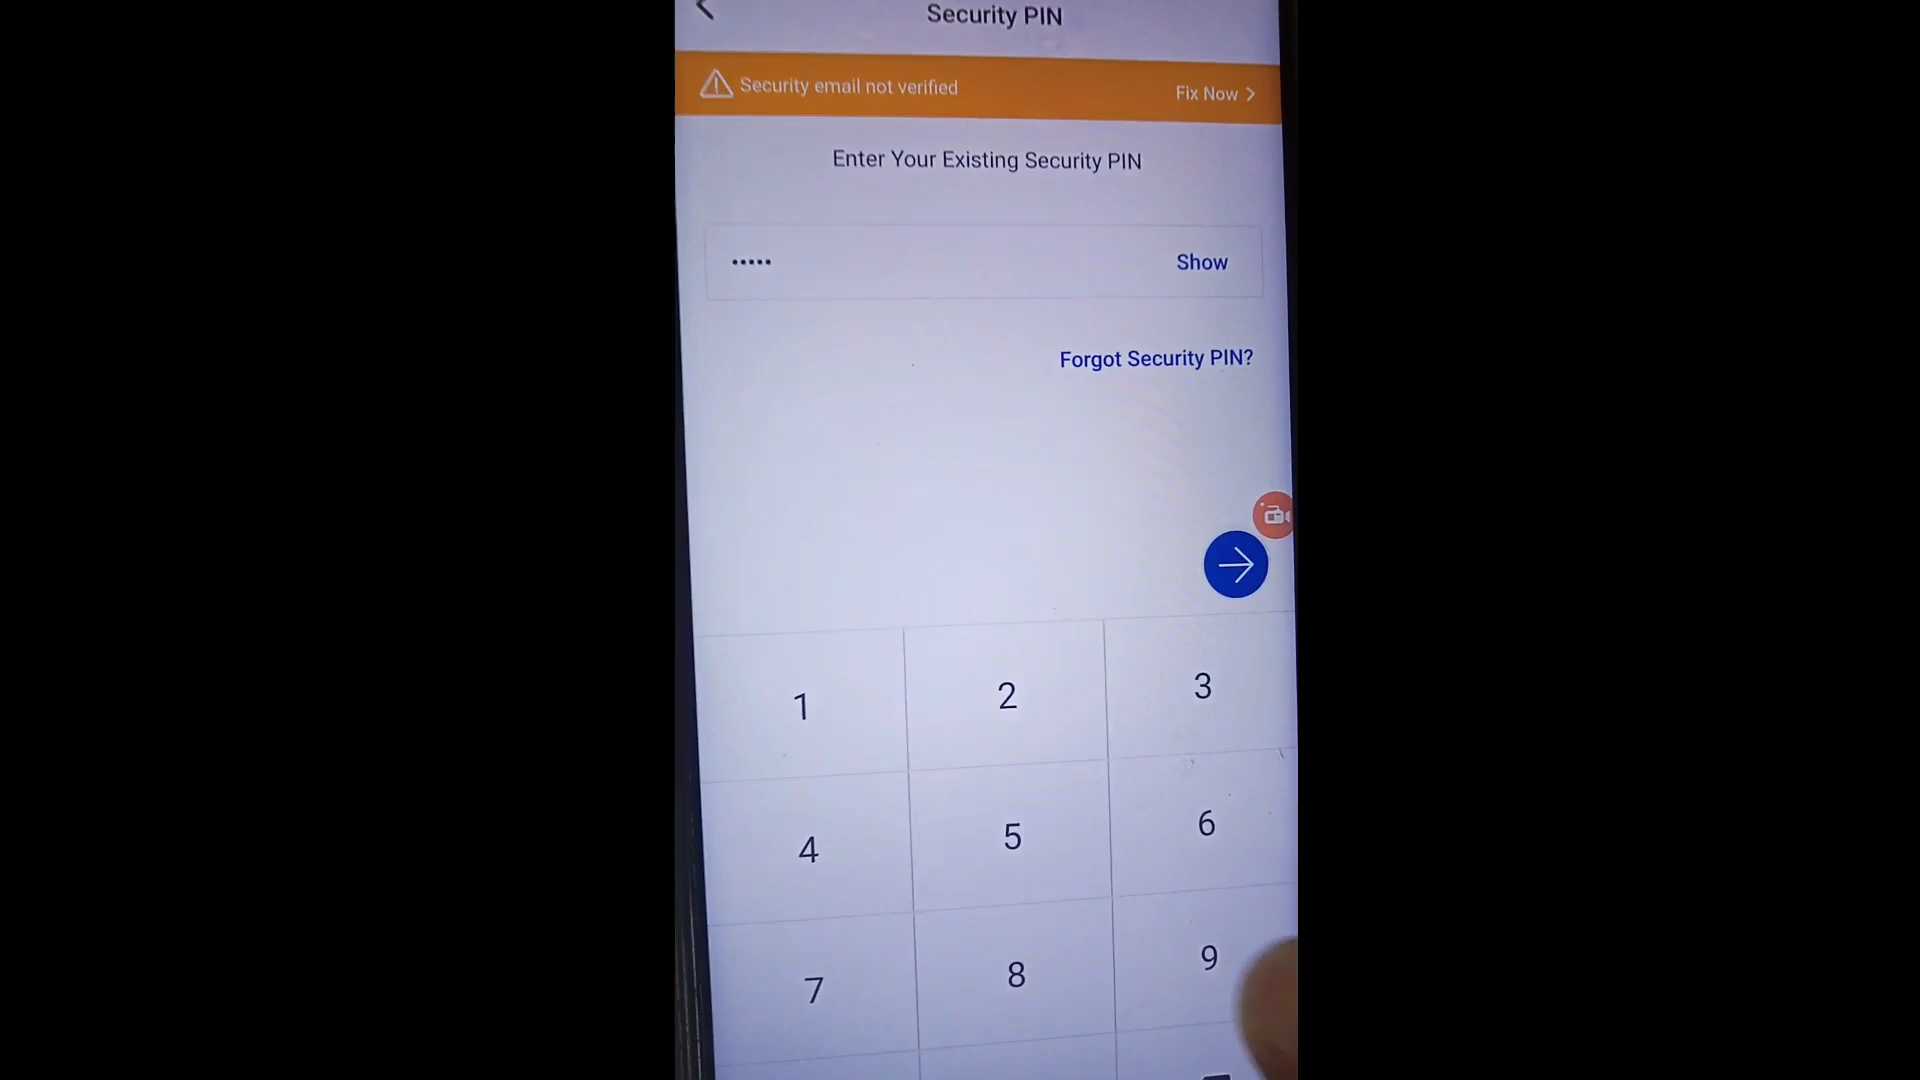 Security PIN
Security email not verified
Fix Now >
Enter Your Existing Security PIN
•••••
Show
Forgot Security PIN?
1 2 3
4 5 6
7 8 9